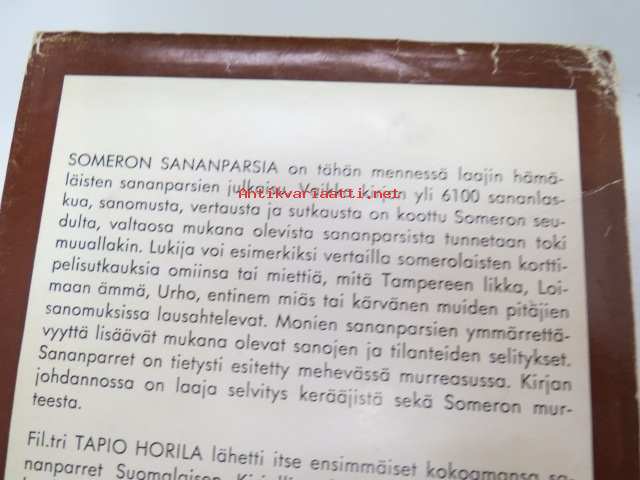 SOMERON SANANPARSIA on tähän mennessä laajin hämä-
läisten sananparsien julkaisu. Vaikka kirjan yli 6100 sananlas-
Antikvariaatti.net
kua, sanomusta, vertausta ja sutkausta on koottu Someron seu-
dulta, valtaosa mukana olevista sananparsista tunnetaan toki
muuallakin. Lukija voi esimerkiksi vertailla somerolaisten kortti-
pelisutkauksia omiinsa tai miettiä, mitä Tampereen likka, Loi-
maan ämmä, Urho, entinem miäs tai kärvänen muiden pitäjien
sanomuksissa lausahtelevat. Monien sananparsien ymmärrettä-
vyyttä lisäävät mukana olevat sanojen ja tilanteiden selitykset.
Sananparret on tietysti esitetty mehevässä murreasussa. Kirjan
johdannossa on laaja selvitys kerääjistä sekä Someron mur-
teesta.
Fil.tri TAPIO HORILA lähetti itse ensimmäiset kokoamansa sa-
nanparret Suomalaisen